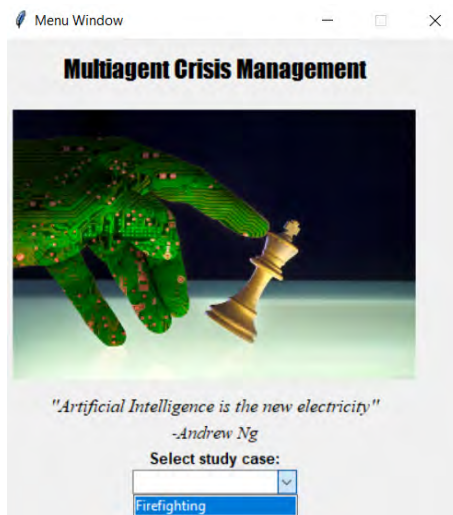 Menu Window
Multiagent Crisis Management
"Artificial Intelligence is the new electricity"
-Andrew Ng
Select study case:
Firefighting